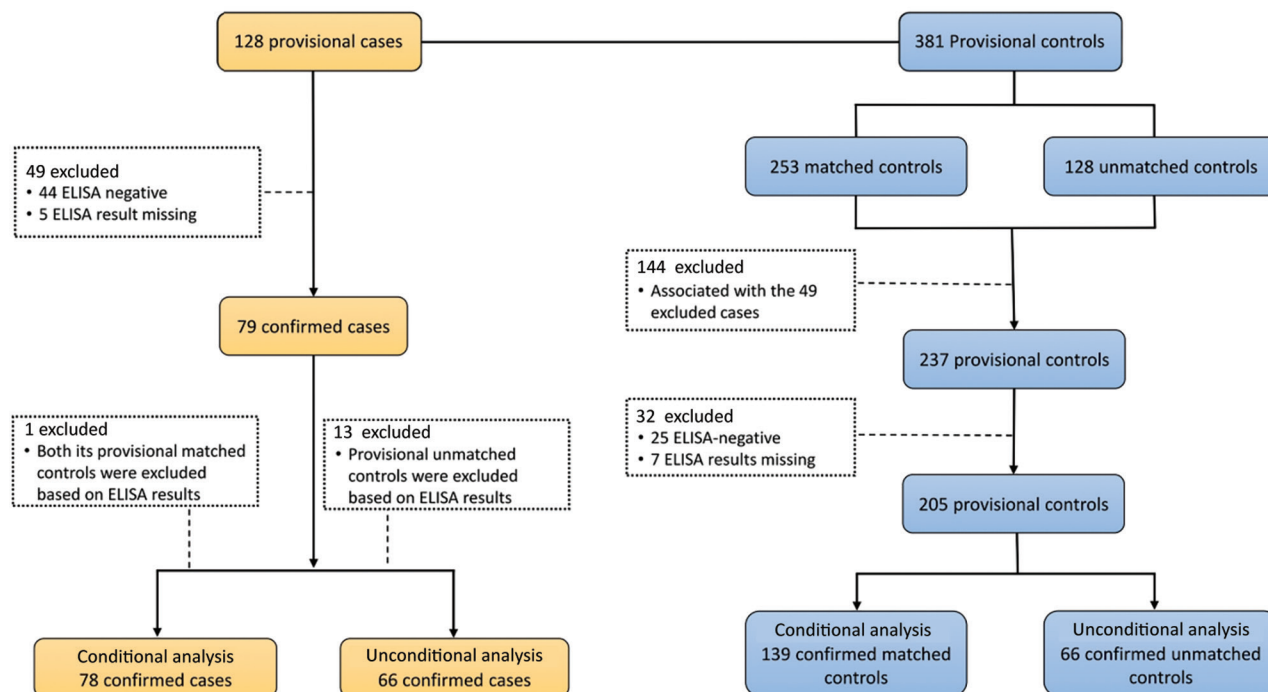 128 provisional cases
381 Provisional controls
253 matched controls
128 unmatched controls
49 excluded
• 44 ELISA negative
• 5 ELISA result missing
144 excluded
• Associated with the 49
excluded cases
79 confirmed cases
237 provisional controls
1 excluded
• Both its provisional matched
controls were excluded
based on ELISA results
13 excluded
• Provisional unmatched
controls were excluded
based on ELISA results
32 excluded
• 25 ELISA-negative
• 7 ELISA results missing
205 provisional controls
Conditional analysis
78 confirmed cases
Unconditional analysis
66 confirmed cases
Conditional analysis
139 confirmed matched
controls
Unconditional analysis
66 confirmed unmatched
controls